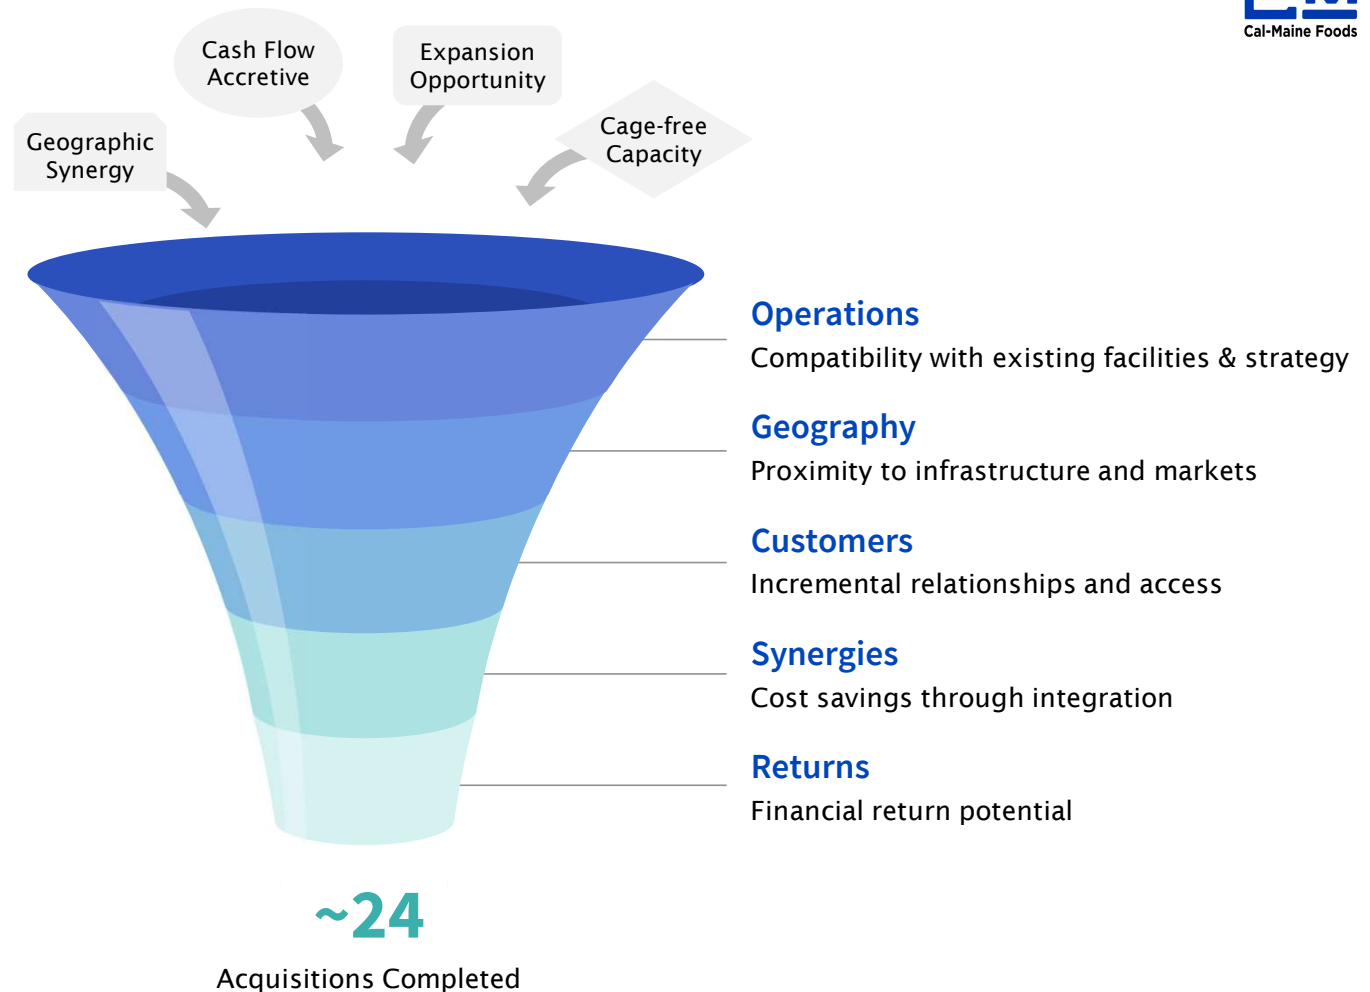 Cal-Maine Foods
Cash Flow
Accretive
Expansion
Opportunity
Cage-free
Capacity
Geographic
Synergy
Operations
Compatibility with existing facilities & strategy
Geography
Proximity to infrastructure and markets
Customers
Incremental relationships and access
Synergies
Cost savings through integration
Returns
Financial return potential
~24
Acquisitions Completed